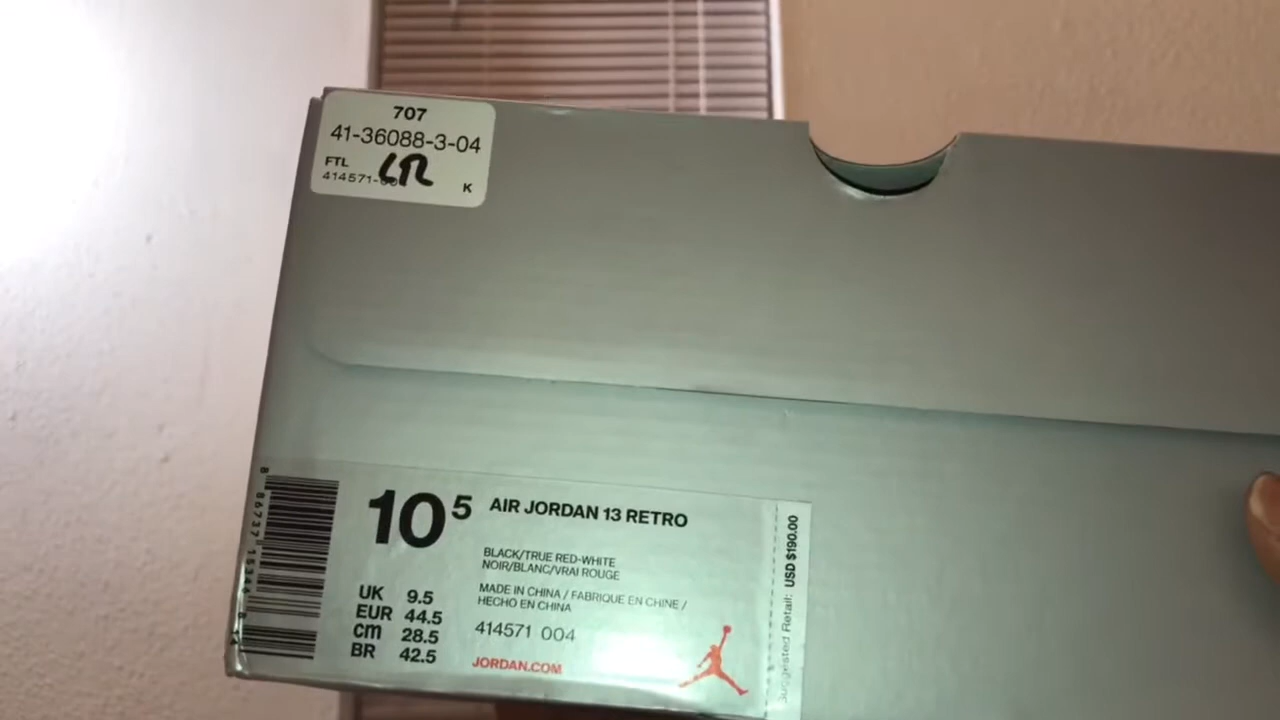 707
41-36088-3-04
FTL
K
10 5
AIR JORDAN 13 RETRO
BLACK/TRUE RED-WHITE
NOIR/BLANC/VRAI ROUGE
MADE IN CHINA / FABRIQUE EN CHINE /
HECHO EN CHINA
414571 004
JORDAN.COM
UK 9.5
EUR 44.5
cm 28.5
BR 42.5
Suggested Retail: USD $190.00